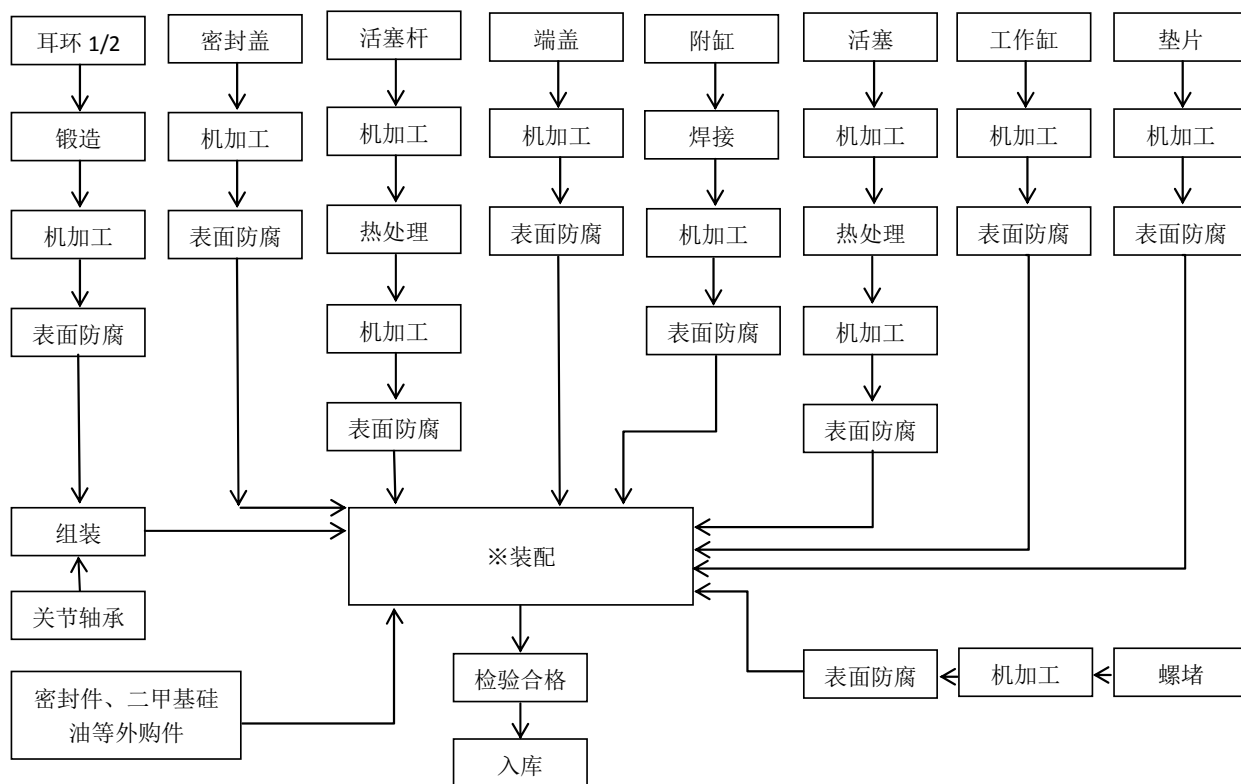 耳环 1/2
密封盖
活塞杆
端盖
附缸
活塞
工作缸
垫片
锻造
机加工
机加工
机加工
焊接
机加工
机加工
机加工
机加工
表面防腐
热处理
表面防腐
机加工
热处理
表面防腐
表面防腐
表面防腐
机加工
表面防腐
机加工
表面防腐
表面防腐
组装
※装配
关节轴承
检验合格
表面防腐
机加工
螺堵
密封件、二甲基硅
油等外购件
入库